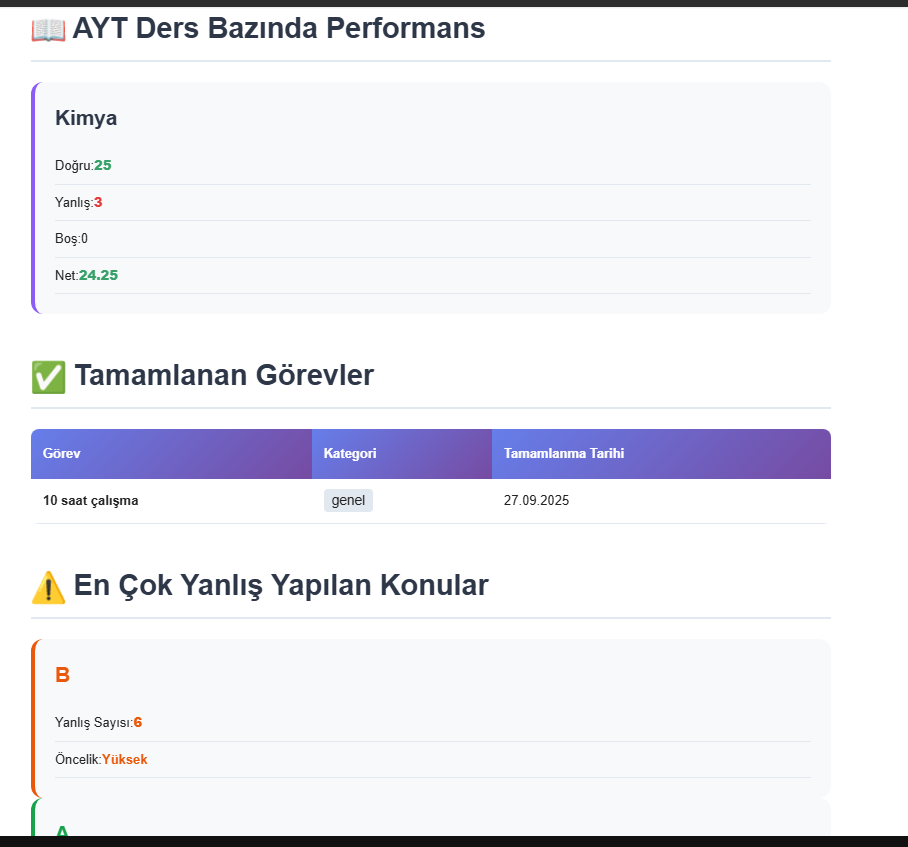 AYT Ders Bazında Performans
Kimya
Doğru:25
Yanlış:3
Boş:0
Net:24.25
Tamamlanan Görevler
Görev Kategori Tamamlanma Tarihi
10 saat çalışma genel 27.09.2025
En Çok Yanlış Yapılan Konular
B
Yanlış Sayısı:6
Öncelik:Yüksek
A